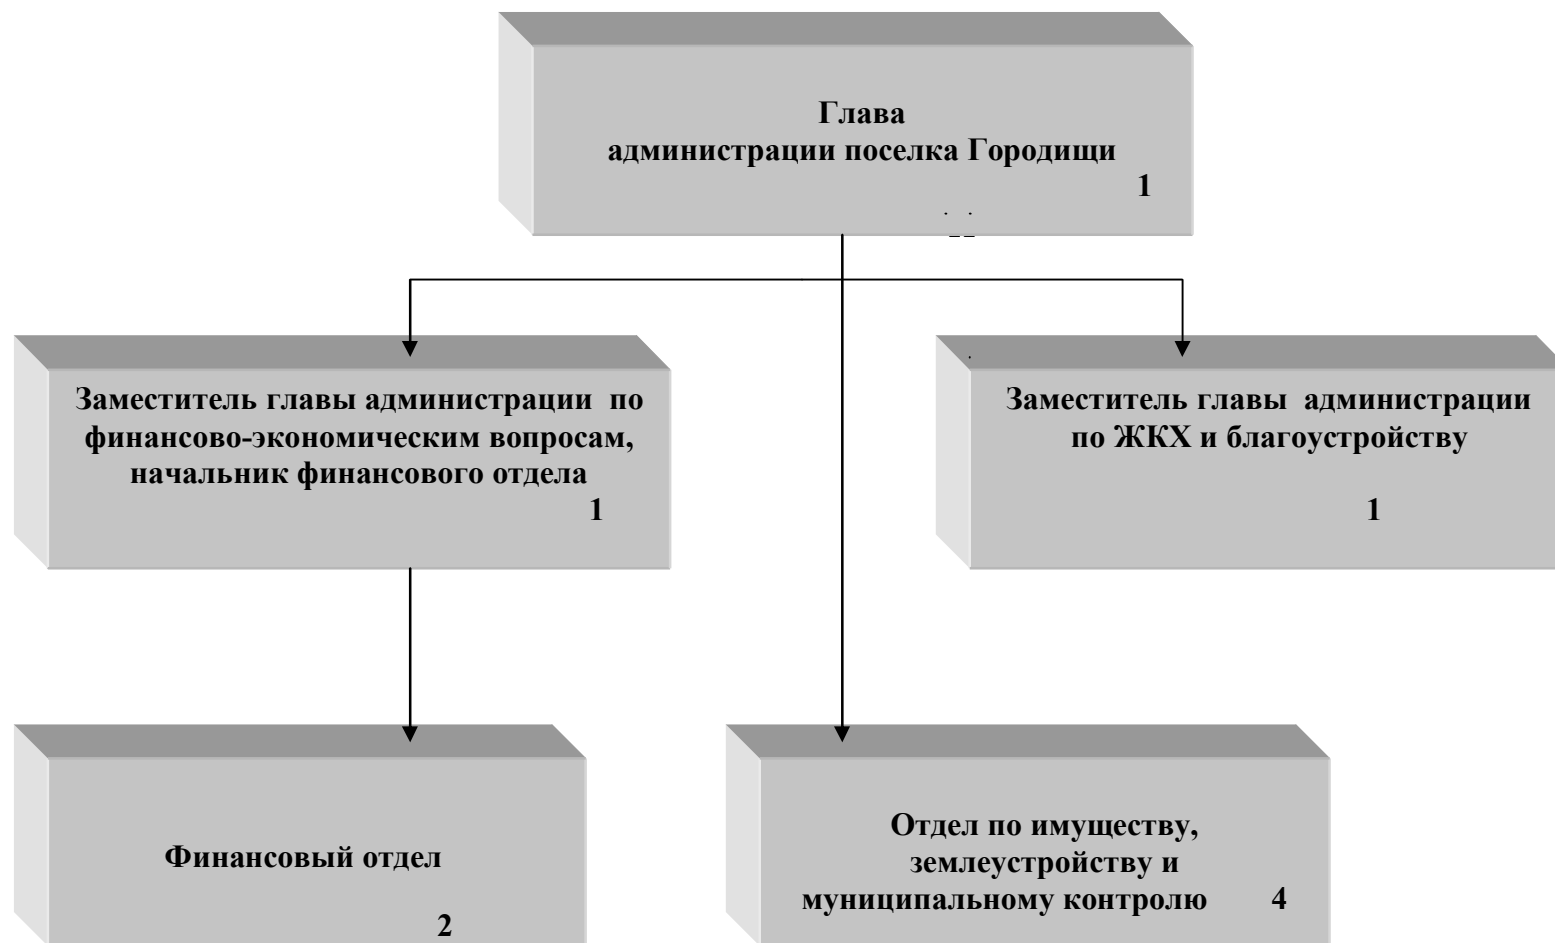 Глава
администрации поселка Городищи
1
Заместитель главы администрации по
финансово-экономическим вопросам,
начальник финансового отдела
1
Заместитель главы администрации
по ЖКХ и благоустройству
1
Финансовый отдел
2
Отдел по имуществу,
землеустройству и
муниципальному контролю 4